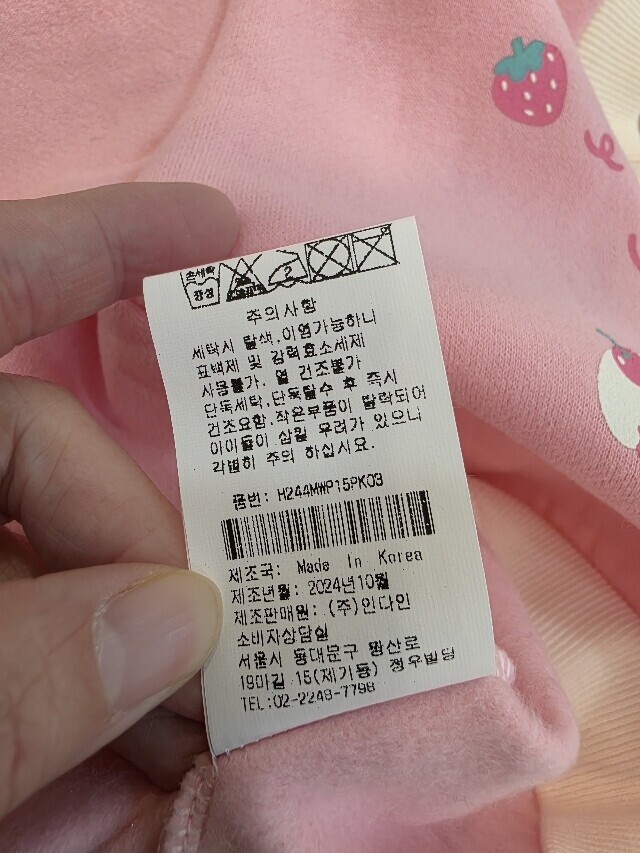 손세탁
중성
2
주의사항
세탁시 탈색,이염가능하니
표백제 및 강력효소세제
사용불가. 열 건조불가
단독세탁,단독탈수 후 즉시
건조요함.작은부품이 탈락되어
아이들이 삼킬 우려가 있으니
각별히 주의 하십시요.
품번: H244MWP15PK03
제조국: Made In Korea
제조년월: 2024년10월
제조판매원: (주)인다인
소비자상담실
서울시 동대문구 왕산로
19마길 15(제기동) 정우빌딩
TEL:02-2248-7798